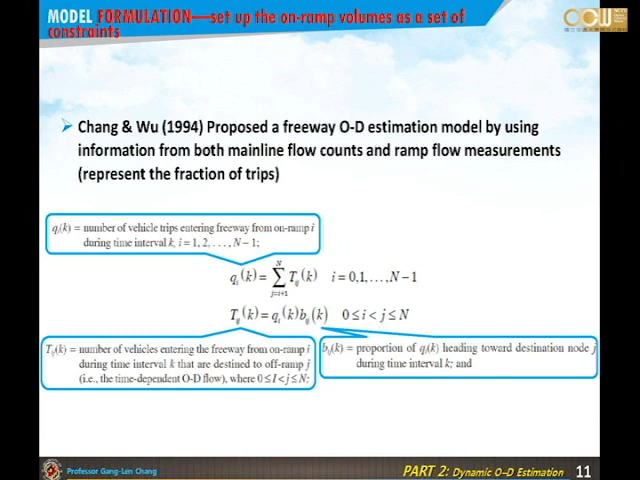 MODEL FORMULATION—set up the on-ramp volumes as a set of
constraints
OCW
Chang & Wu (1994) Proposed a freeway O-D estimation model by using
information from both mainline flow counts and ramp flow measurements
(represent the fraction of trips)
qᵢ(k) = number of vehicle trips entering freeway from on-ramp i
during time interval k, i = 1, 2, . . . , N − 1;
qᵢ(k) = ∑_{j=i+1}^{N} Tᵢⱼ(k) i = 0,1,…,N − 1
Tᵢⱼ(k) = qᵢ(k)bᵢⱼ(k) 0 ≤ i < j ≤ N
Tᵢⱼ(k) = number of vehicles entering the freeway from on-ramp i
during time interval k that are destined to off-ramp j
(i.e., the time-dependent O-D flow), where 0 ≤ I < j ≤ N;
bᵢⱼ(k) = proportion of qᵢ(k) heading toward destination node j
during time interval k; and
Professor Gang-Len Chang
PART 2: Dynamic O–D Estimation 11